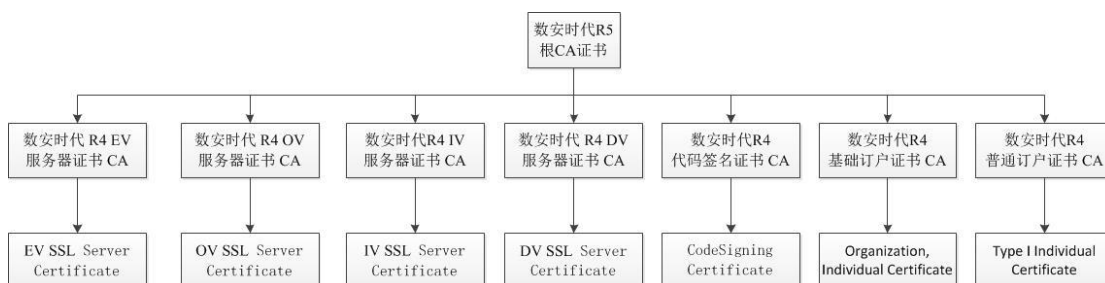 数安时代R5
根CA证书
数安时代 R4 EV
服务器证书 CA
数安时代 R4 OV
服务器证书 CA
数安时代R4 IV
服务器证书 CA
数安时代 R4 DV
服务器证书 CA
数安时代R4
代码签名证书 CA
数安时代R4
基础订户证书 CA
数安时代R4
普通订户证书 CA
EV SSL Server
Certificate
OV SSL Server
Certificate
IV SSL Server
Certificate
DV SSL Server
Certificate
CodeSigning
Certificate
Organization,
Individual Certificate
Type I Individual
Certificate